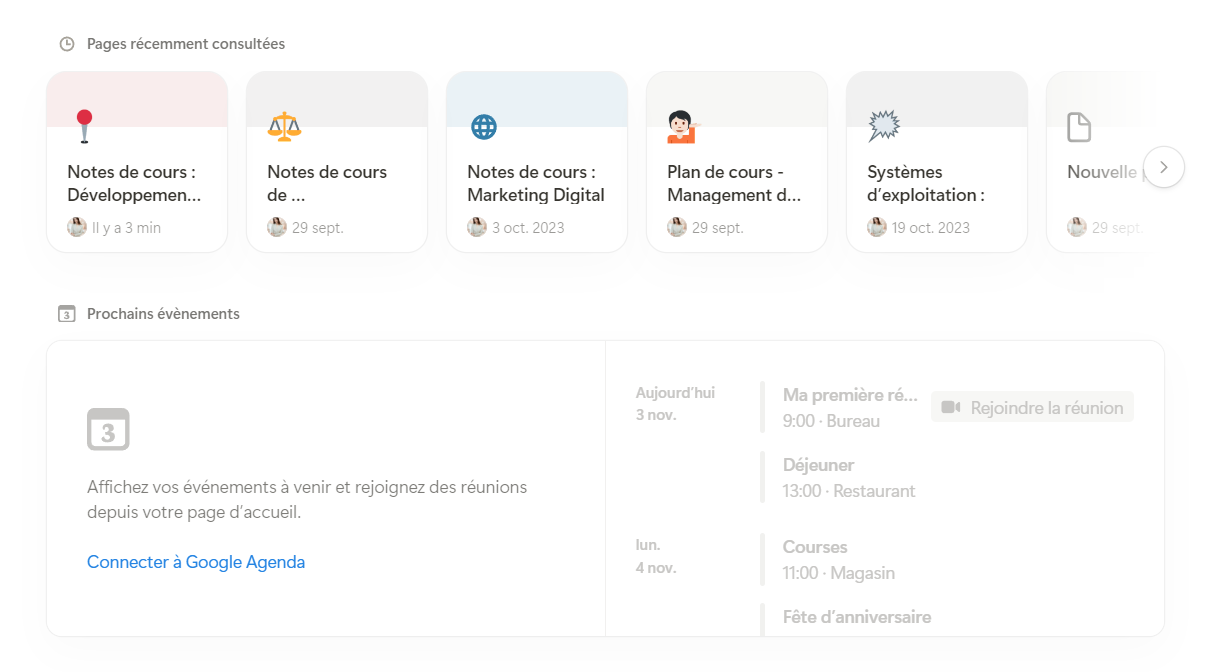 Pages récemment consultées
Notes de cours :
Développemen...
Il y a 3 min
Notes de cours
de ...
29 sept.
Notes de cours :
Marketing Digital
3 oct. 2023
Plan de cours -
Management d...
29 sept.
Systèmes
d'exploitation :
19 oct. 2023
Nouvelle
29 sept.
3
Prochains évènements
3
Affichez vos événements à venir et rejoignez des réunions
depuis votre page d'accueil.
Connecter à Google Agenda
Aujourd'hui
3 nov.
Ma première ré...
9:00 · Bureau
Rejoindre la réunion
Déjeuner
13:00 · Restaurant
lun.
4 nov.
Courses
11:00 · Magasin
Fête d'anniversaire